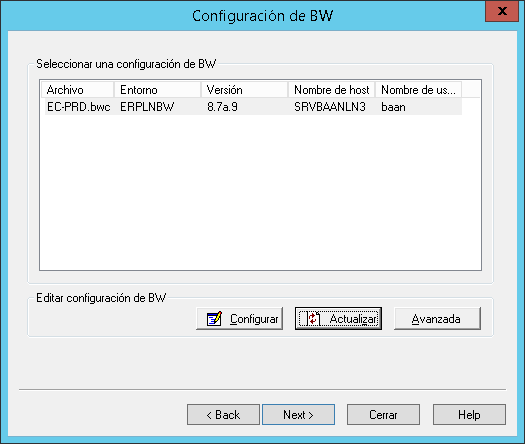 Configuración de BW
Seleccionar una configuración de BW
Archivo Entorno Versión Nombre de host Nombre de us...
EC-PRD.bwc ERPLNBW 8.7a.9 SRVBAANLN3 baan
Editar configuración de BW
Configurar Actualizar Avanzada
< Back Next > Cerrar Help